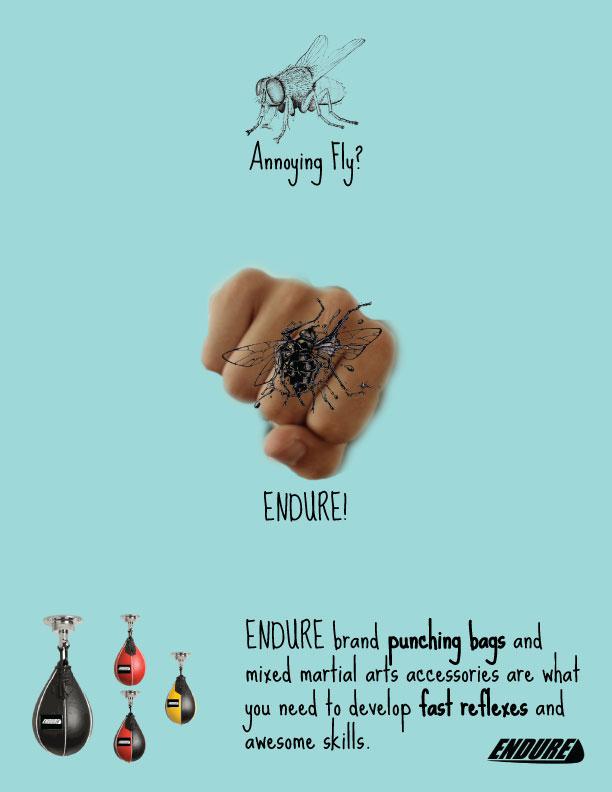 Annoying Fly?
ENDURE!
ENDURE brand punching bags and
mixed martial arts accessories are what
you need to develop fast reflexes and
awesome skills.
ENDURE
ENDURE